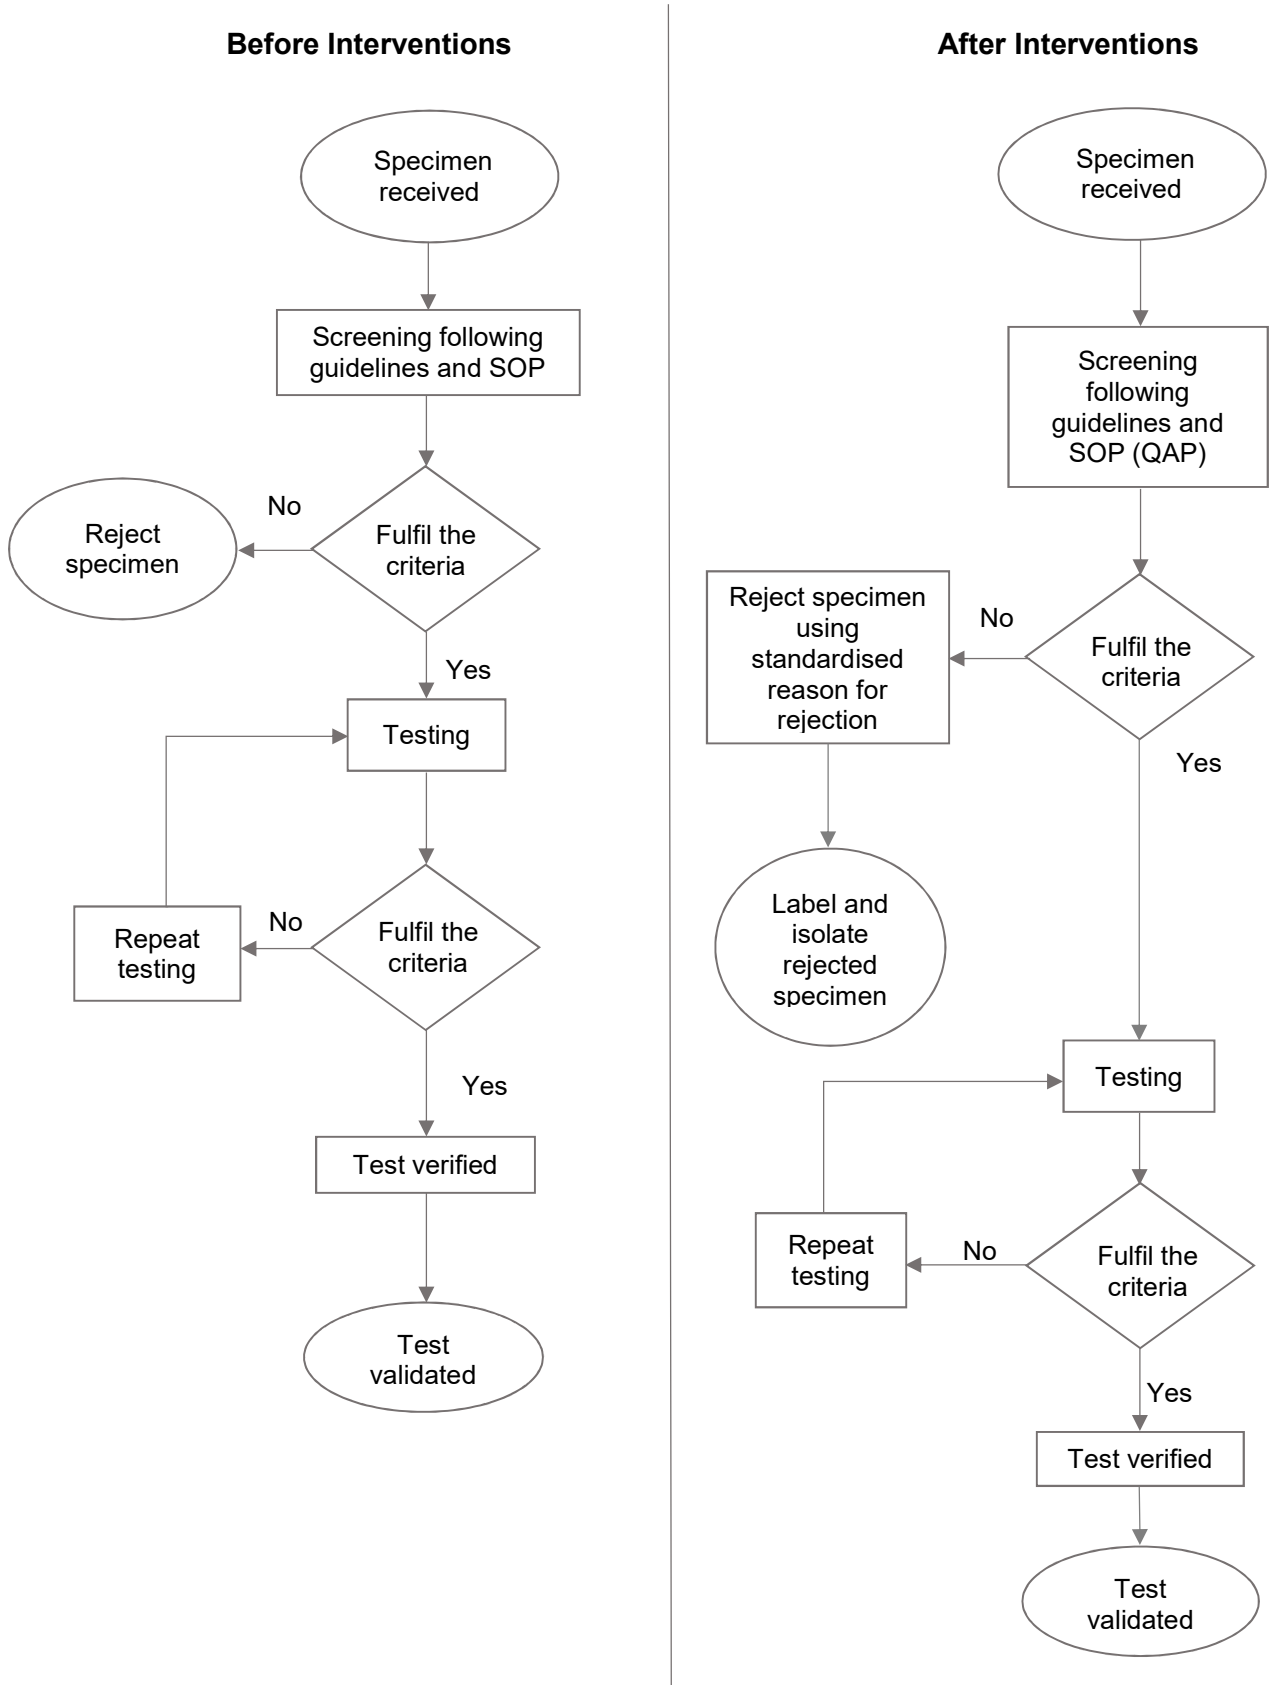 Before Interventions
Specimen
received
Screening following
guidelines and SOP
No
Reject
specimen
Fulfil the
criteria
Yes
Testing
No
Repeat
testing
Fulfil the
criteria
Yes
Test verified
Test
validated
After Interventions
Specimen
received
Screening
following
guidelines and
SOP (QAP)
Reject specimen
using
standardised
reason for
rejection
No
Fulfil the
criteria
Yes
Label and
isolate
rejected
specimen
Testing
Repeat
testing
No
Fulfil the
criteria
Yes
Test verified
Test
validated